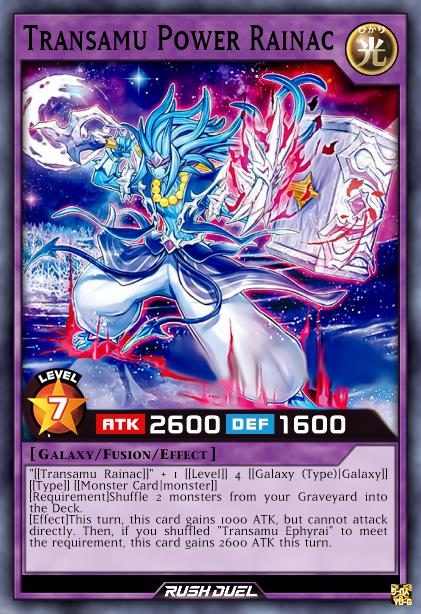 Transamu Power Rainac
ひかり
光
LEVEL
7
ATK 2600 DEF 1600
[ Galaxy/Fusion/Effect ]
"[[Transamu Rainac]]" + 1 [[Level]] 4 [[Galaxy (Type)|Galaxy]]
[[Type]] [[Monster Card|monster]]
[Requirement]Shuffle 2 monsters from your Graveyard into
the Deck.
[Effect]This turn, this card gains 1000 ATK, but cannot attack
directly. Then, if you shuffled "Transamu Ephyrai" to meet
the requirement, this card gains 2600 ATK this turn.
RUSH DUEL